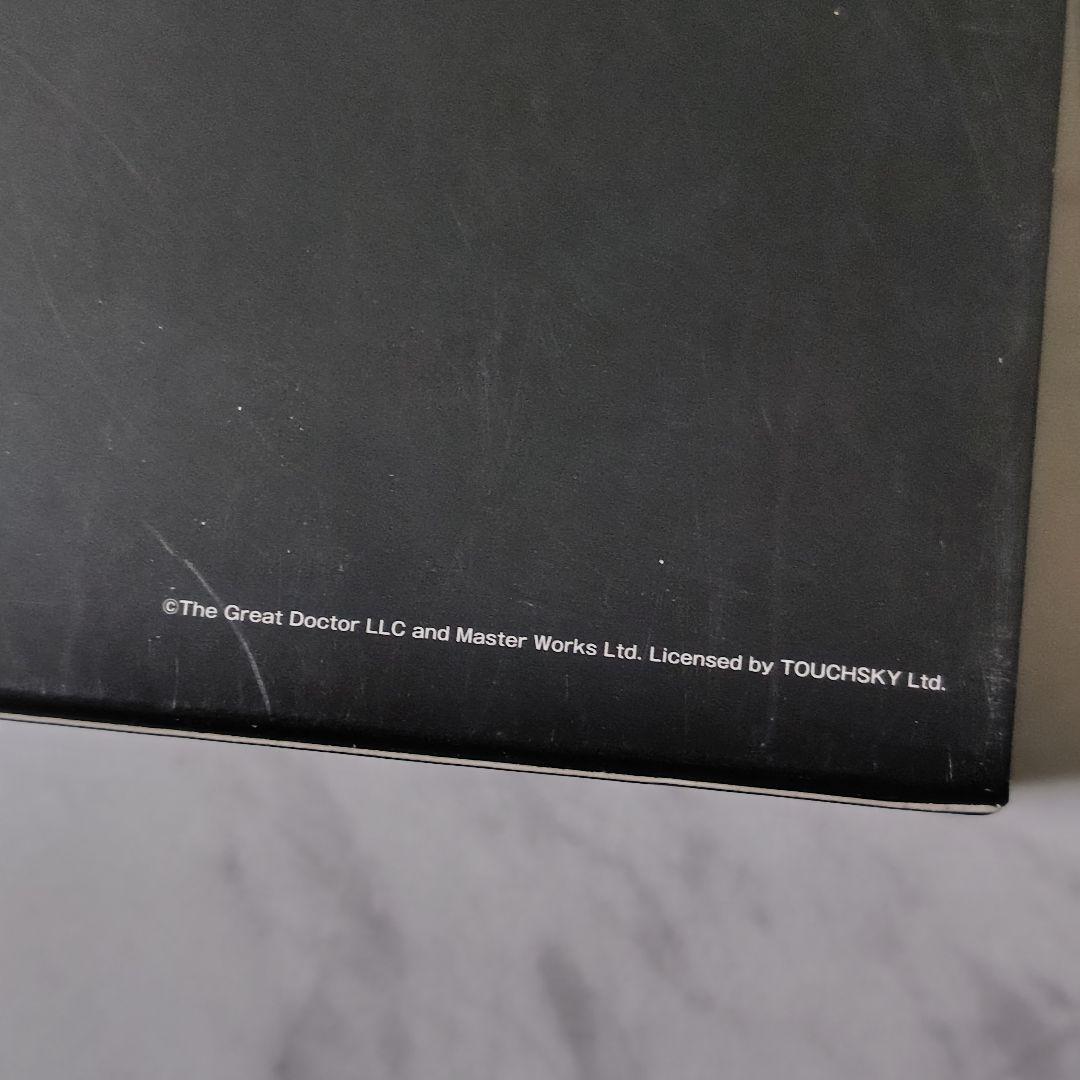 ©The Great Doctor LLC and Master Works Ltd. Licensed by TOUCHSKY Ltd.